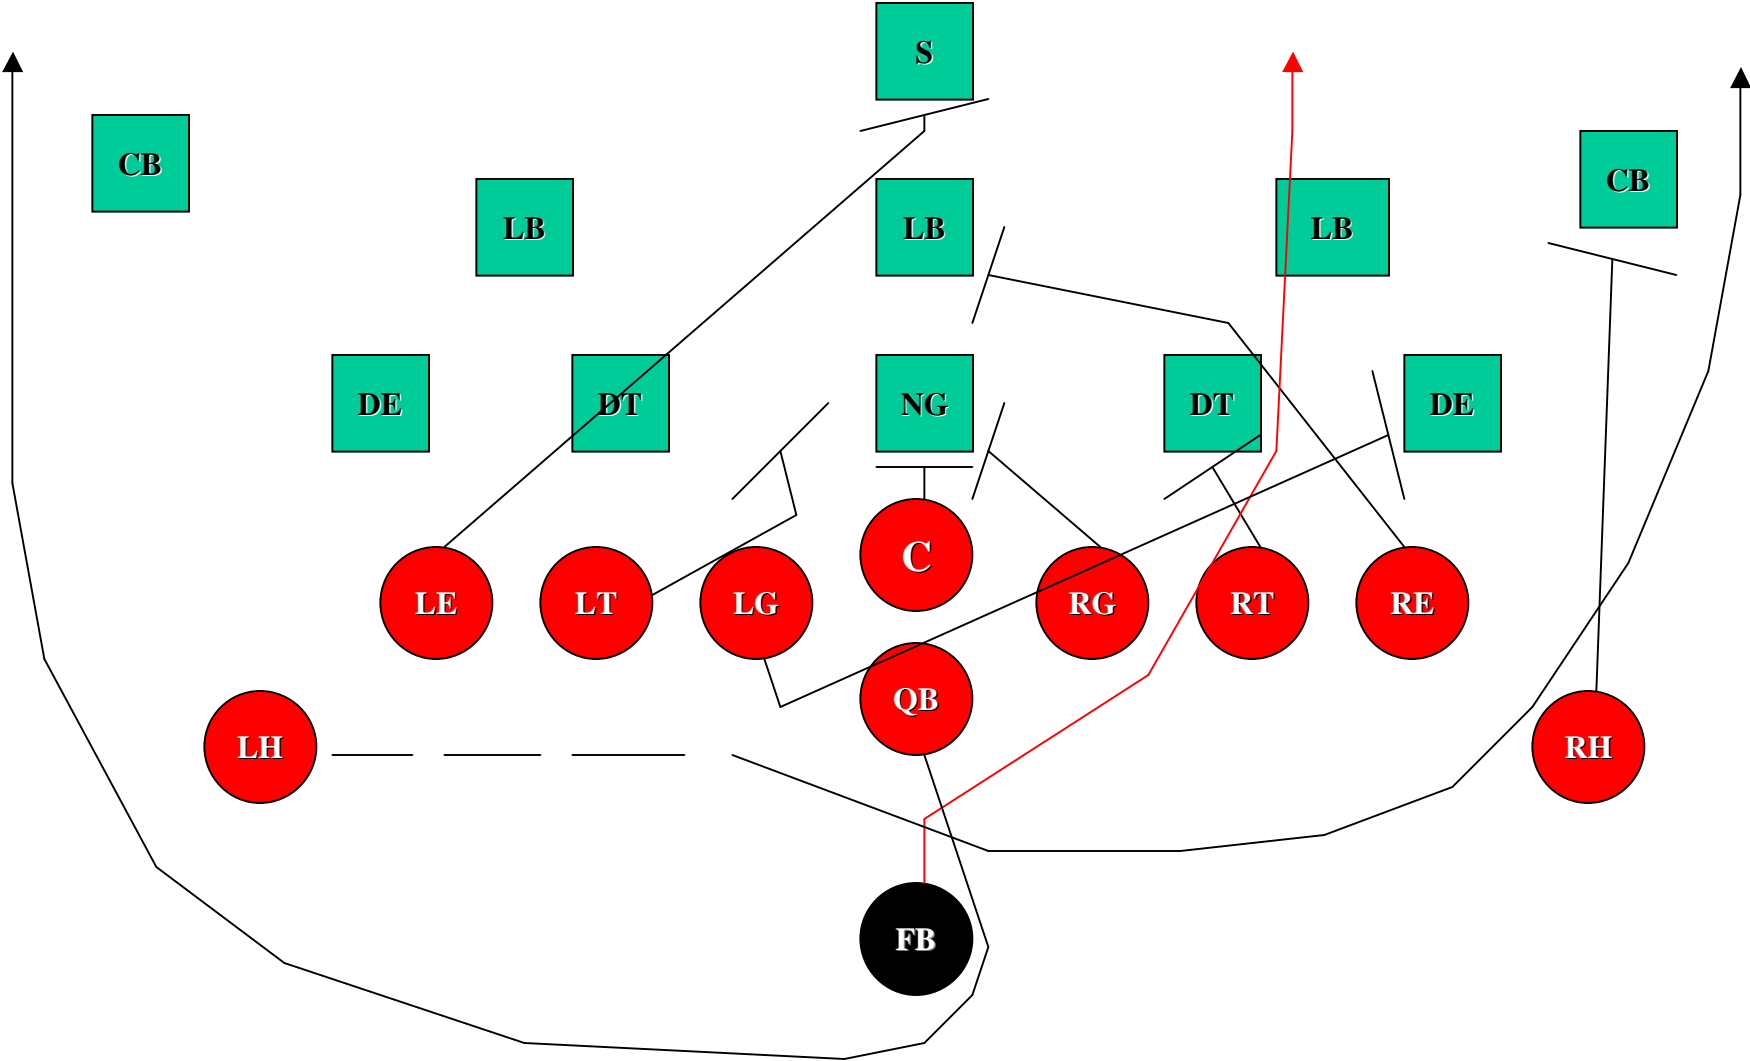 S
CB
CB
LB
LB
LB
DE
DT
NG
DT
DE
C
LE
LT
LG
RG
RT
RE
QB
LH
RH
FB